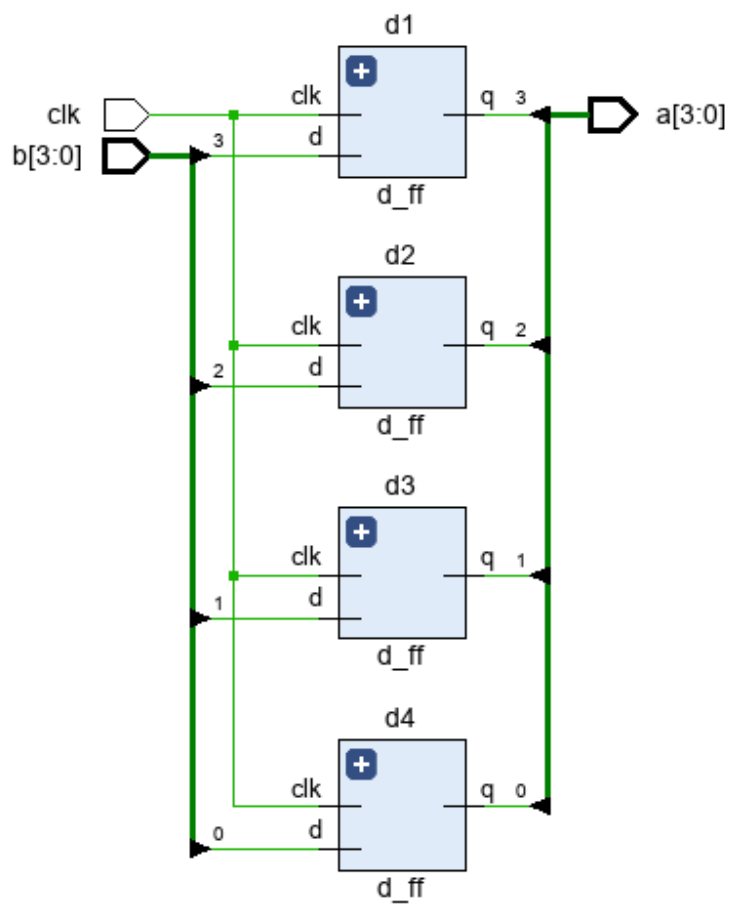 d1
clk q 3
clk a[3:0]
b[3:0] 3 d
d_ff
d2
clk q 2
2 d
d_ff
d3
clk q 1
1 d
d_ff
d4
clk q 0
0 d
d_ff